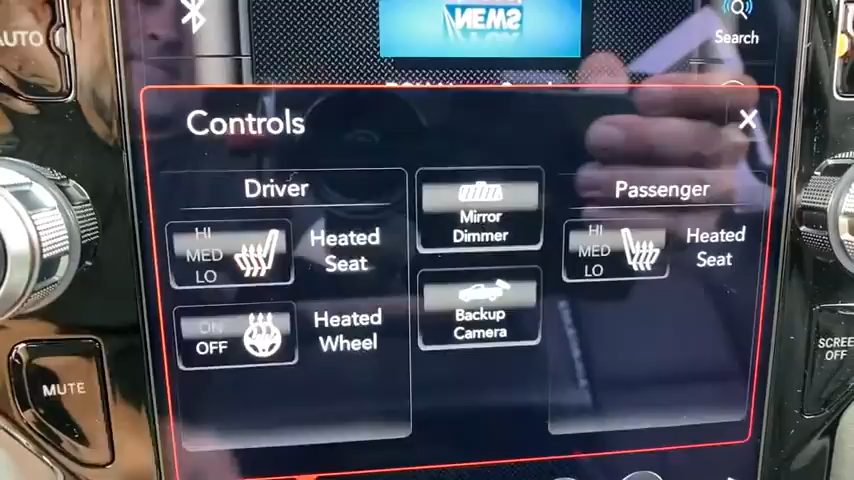 AUTO
NEWS
Search
Controls
Driver
Passenger
Mirror
Dimmer
HI
MED
LO
Heated
Seat
HI
MED
LO
Heated
Seat
ON
OFF
Heated
Wheel
Backup
Camera
MUTE
OFF